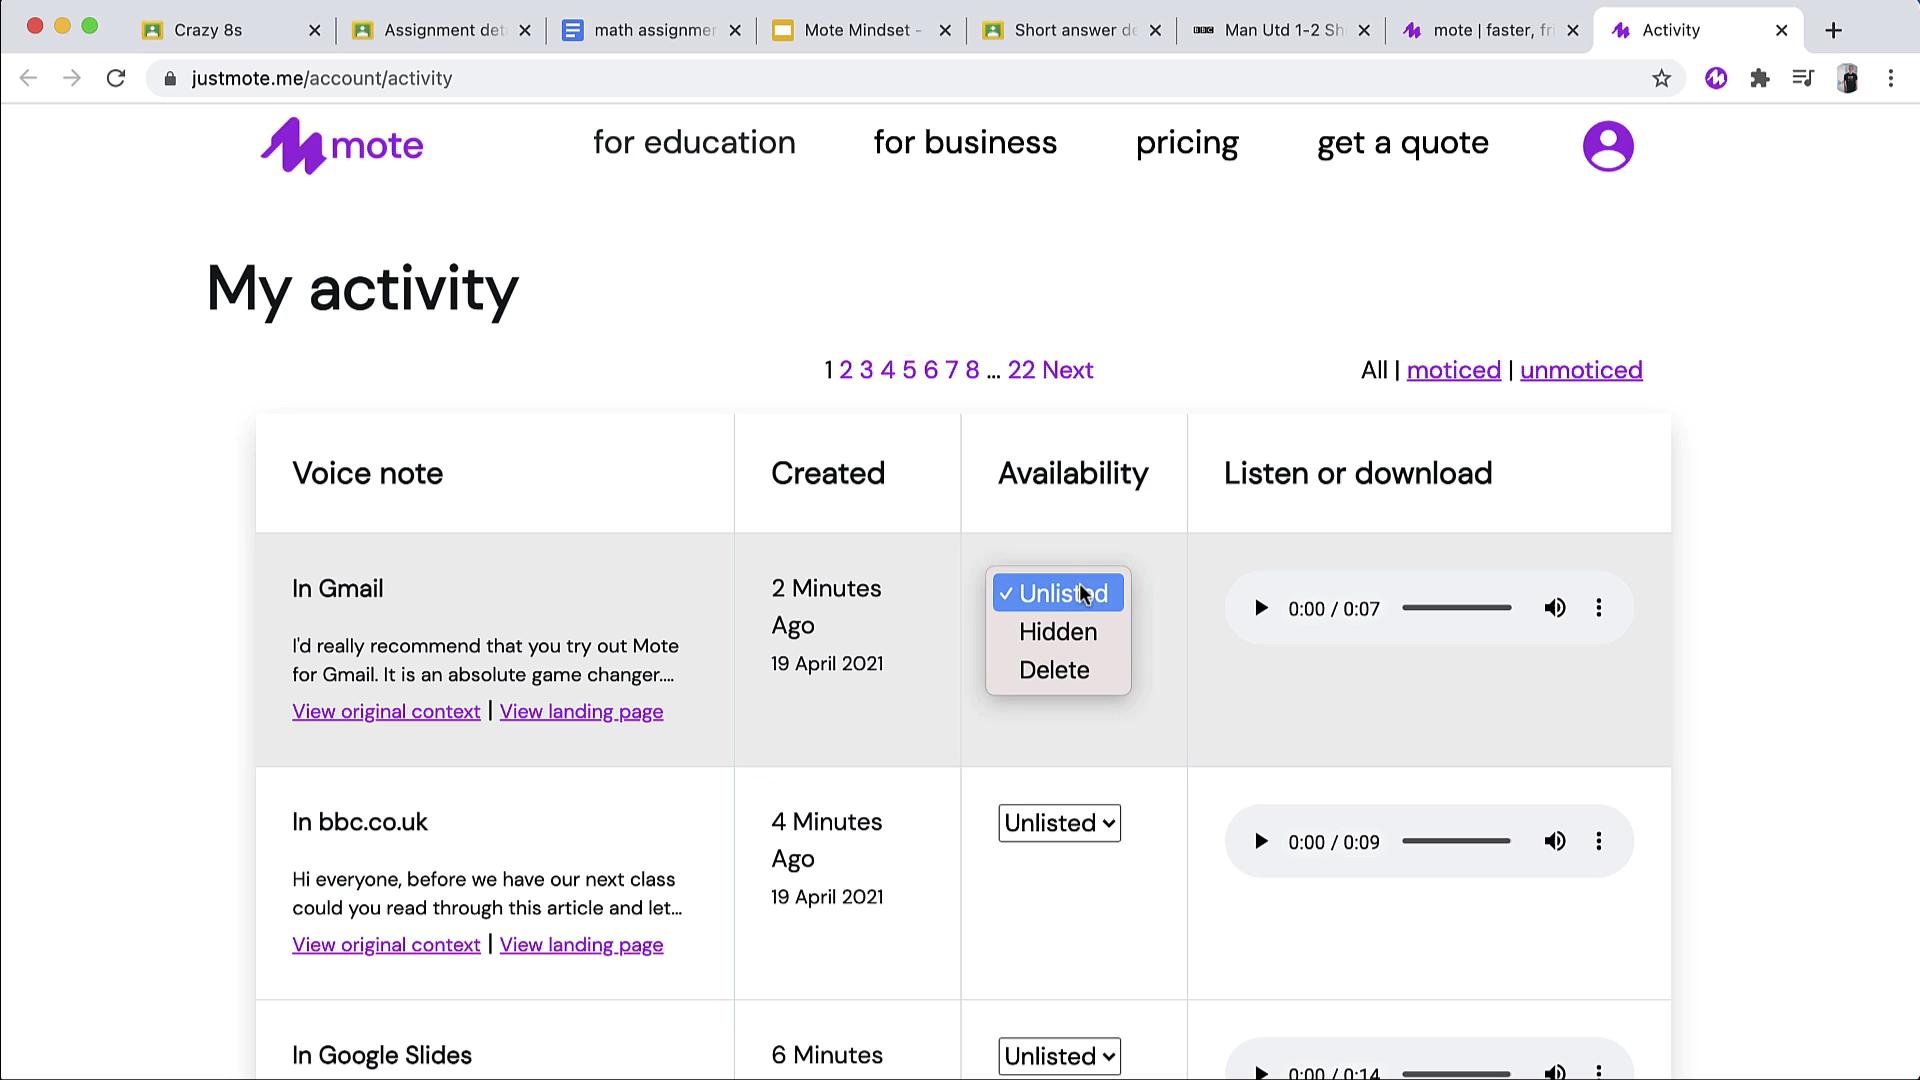 Crazy 8s
Assignment det
math assignmer
Mote Mindset -
Short answer de
BBC
Man Utd 1-2 Sh
mote | faster, fri
Activity
justmote.me/account/activity
mote
for education
for business
pricing
get a quote
My activity
1 2 3 4 5 6 7 8 ... 22 Next
All | moticed | unmoticed
Voice note
Created
Availability
Listen or download
In Gmail
I'd really recommend that you try out Mote
for Gmail. It is an absolute game changer....
View original context | View landing page
2 Minutes
Ago
19 April 2021
✓ Unlisted
Hidden
Delete
0:00 / 0:07
In bbc.co.uk
Hi everyone, before we have our next class
could you read through this article and let...
View original context | View landing page
4 Minutes
Ago
19 April 2021
Unlisted
0:00 / 0:09
In Google Slides
6 Minutes
Unlisted
0:00 / 0:14